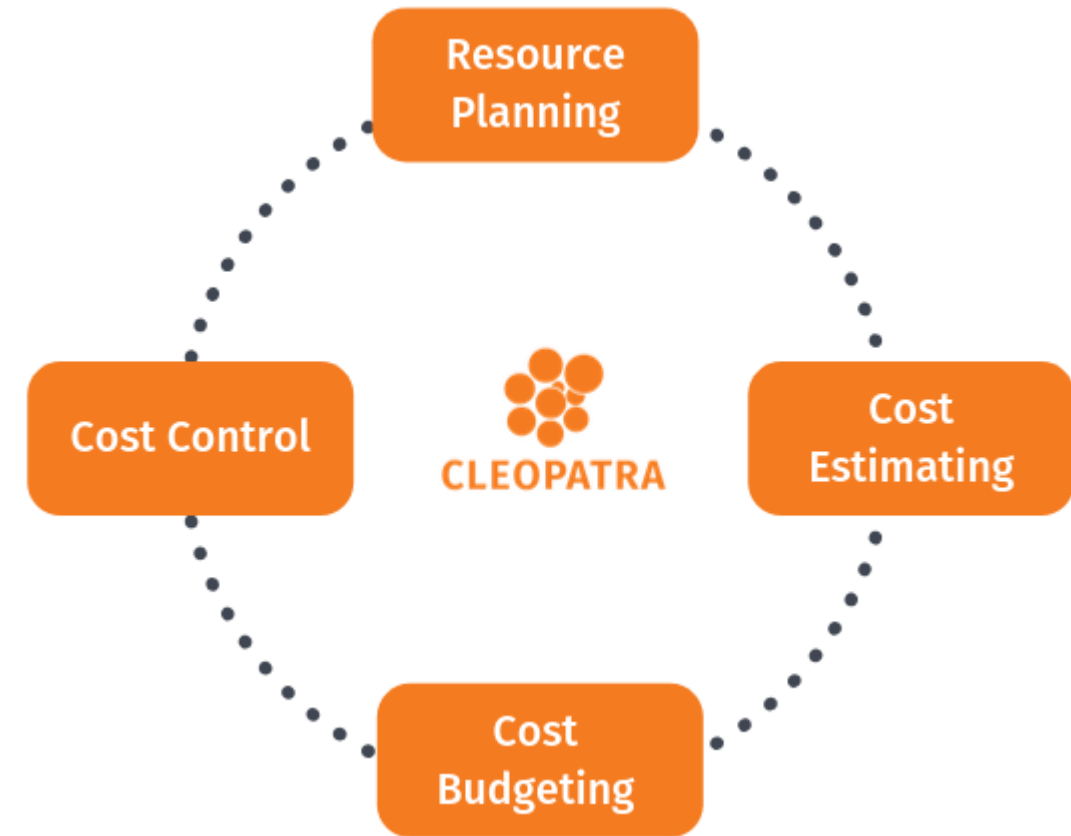 Resource
Planning
Cost Control
CLEOPATRA
Cost
Estimating
Cost
Budgeting